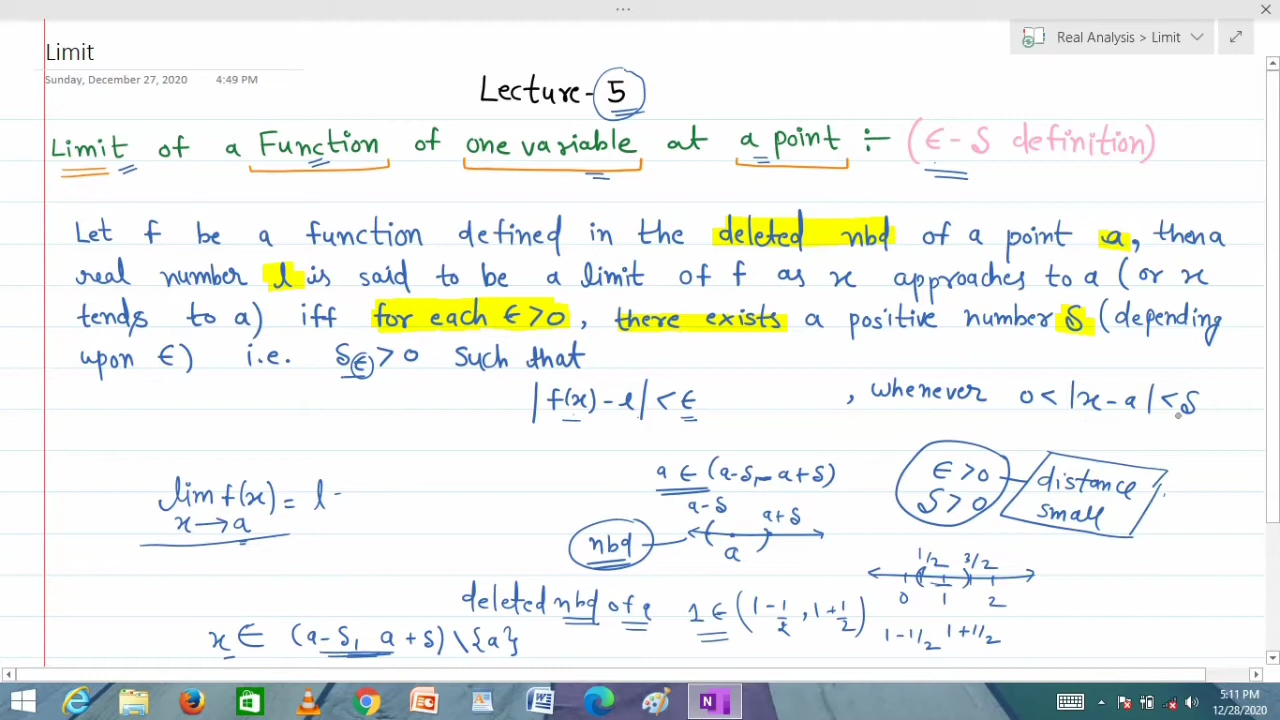 Real Analysis > Limit
Limit
Sunday, December 27, 2020 4:49 PM
Lecture-5
Limit of a Function of one variable at a point :- (ϵ-δ definition)
Let f be a function defined in the deleted nbd of a point a, then a
real number l is said to be a limit of f as x approaches to a (or x
tends to a) iff for each ϵ>0, there exists a positive number δ (depending
upon ϵ) i.e. δϵ>0 such that
|f(x)-l|<ϵ , whenever 0<|x-a|<δ
lim f(x) = l
x→a
a ∈ (a-δ, a+δ)
a-δ a+δ
nbd a
ϵ>0
δ>0
distance
small
1/2 3/2
0 1 2
1-1/2 1+1/2
deleted nbd of 1 ∈ (1-1/2, 1+1/2)
x ∈ (a-δ, a+δ) \ {a}
5:11 PM
12/28/2020